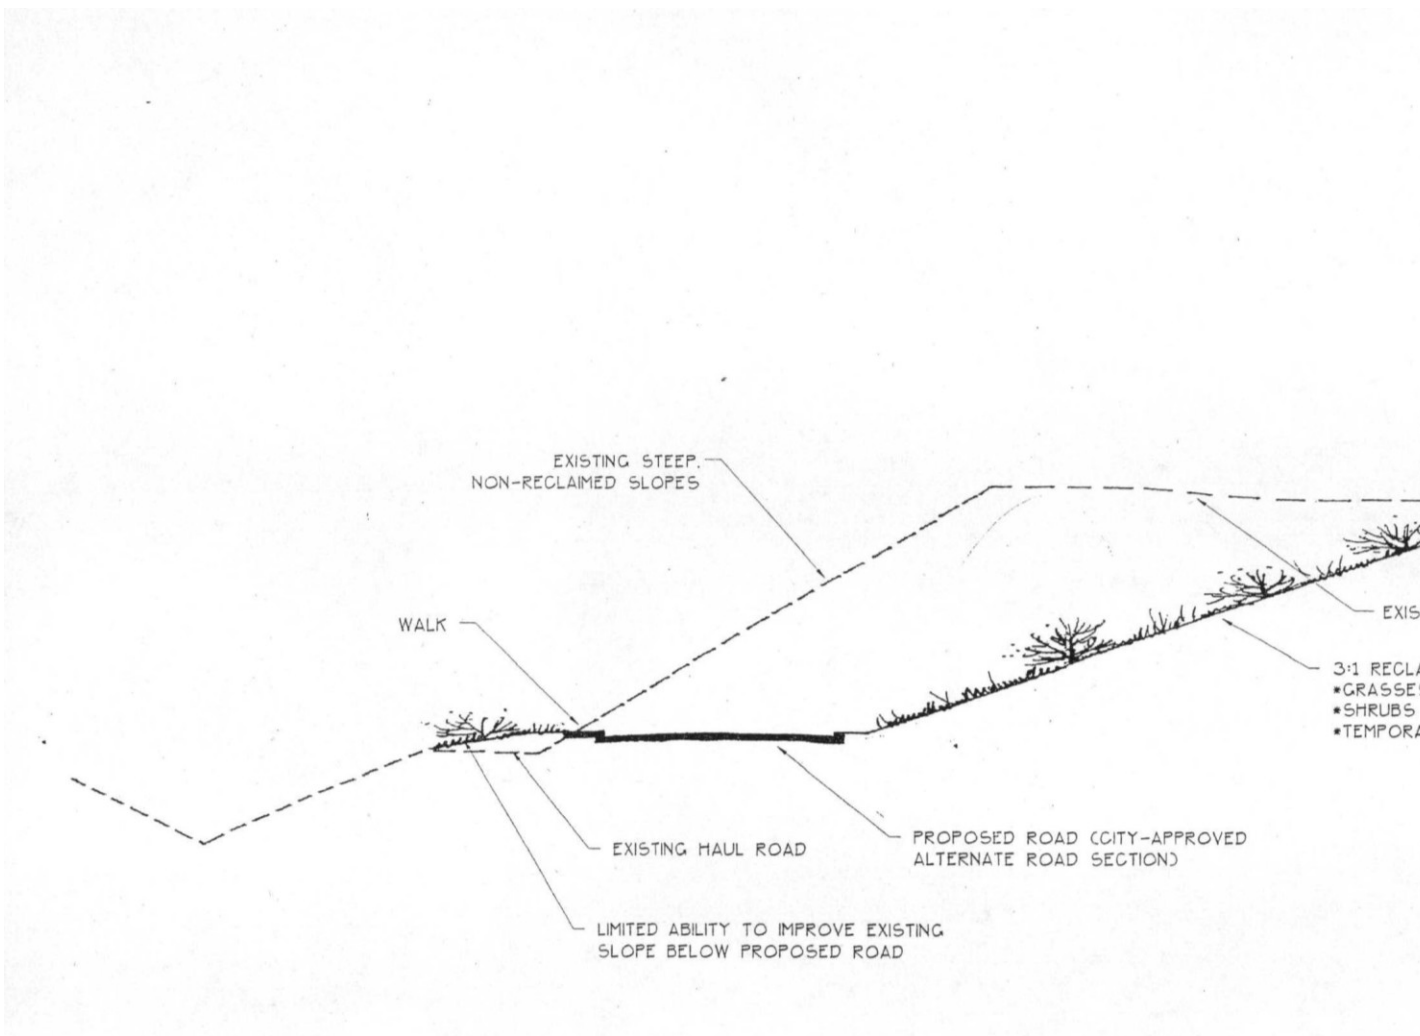 EXISTING STEEP.
NON-RECLAIMED SLOPES
WALK
EXIS
3:1 RECLA
*GRASSES
*SHRUBS
*TEMPORA
EXISTING HAUL ROAD
PROPOSED ROAD (CITY-APPROVED
ALTERNATE ROAD SECTION)
LIMITED ABILITY TO IMPROVE EXISTING
SLOPE BELOW PROPOSED ROAD